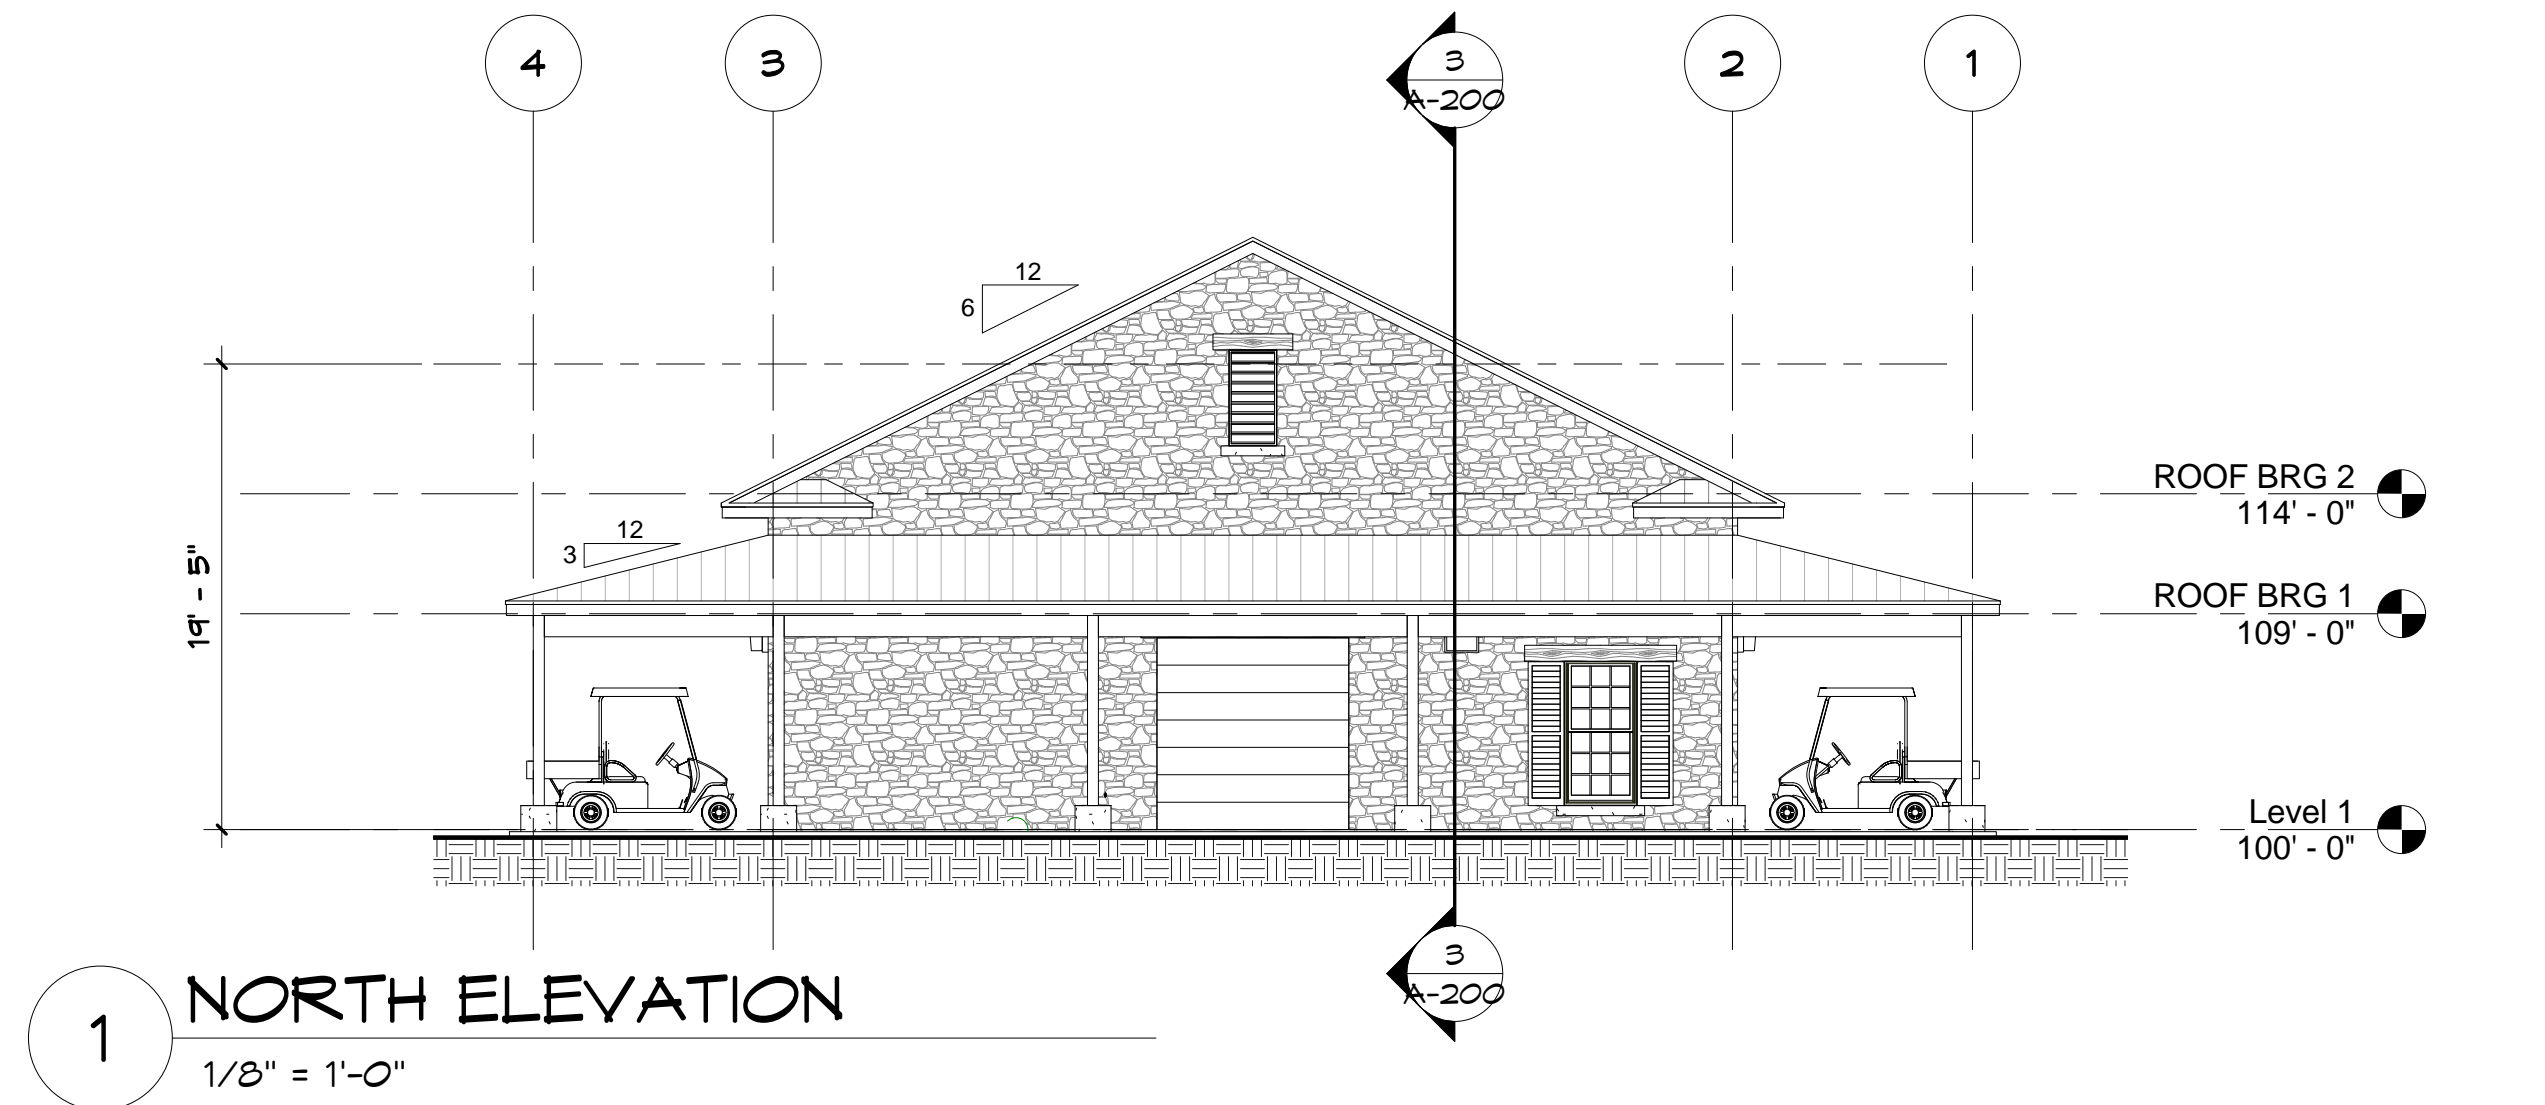 4
3
3
A-200
2
1
12
6
ROOF BRG 2
114' - 0"
12
3
19' - 5"
ROOF BRG 1
109' - 0"
Level 1
100' - 0"
3
A-200
1
NORTH ELEVATION
1/8" = 1'-0"